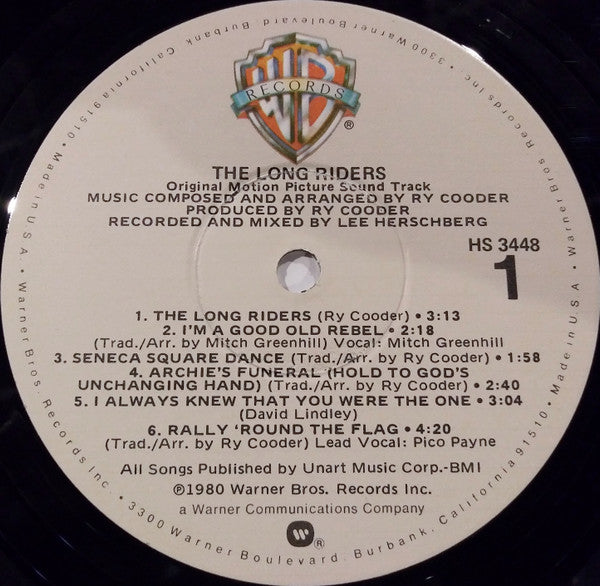 WB
RECORDS
®
THE LONG RIDERS
Original Motion Picture Sound Track
MUSIC COMPOSED AND ARRANGED BY RY COODER
PRODUCED BY RY COODER
RECORDED AND MIXED BY LEE HERSCHBERG
HS 3448
1
1. THE LONG RIDERS (Ry Cooder) • 3:13
2. I'M A GOOD OLD REBEL • 2:18
(Trad./Arr. by Mitch Greenhill) Vocal: Mitch Greenhill
3. SENECA SQUARE DANCE (Trad./Arr. by Ry Cooder) • 1:58
4. ARCHIE'S FUNERAL (HOLD TO GOD'S
UNCHANGING HAND) (Trad./Arr. by Ry Cooder) • 2:40
5. I ALWAYS KNEW THAT YOU WERE THE ONE • 3:04
(David Lindley)
6. RALLY 'ROUND THE FLAG • 4:20
(Trad./Arr. by Ry Cooder) Lead Vocal: Pico Payne
All Songs Published by Unart Music Corp.-BMI
℗1980 Warner Bros. Records Inc.
a Warner Communications Company
®
Warner Bros. Records Inc. • 3300 Warner Boulevard, Burbank, California 91510 • Made in U.S.A. •
Warner Bros. Records Inc. • 3300 Warner Boulevard, Burbank, California 91510 • Made in U.S.A. •